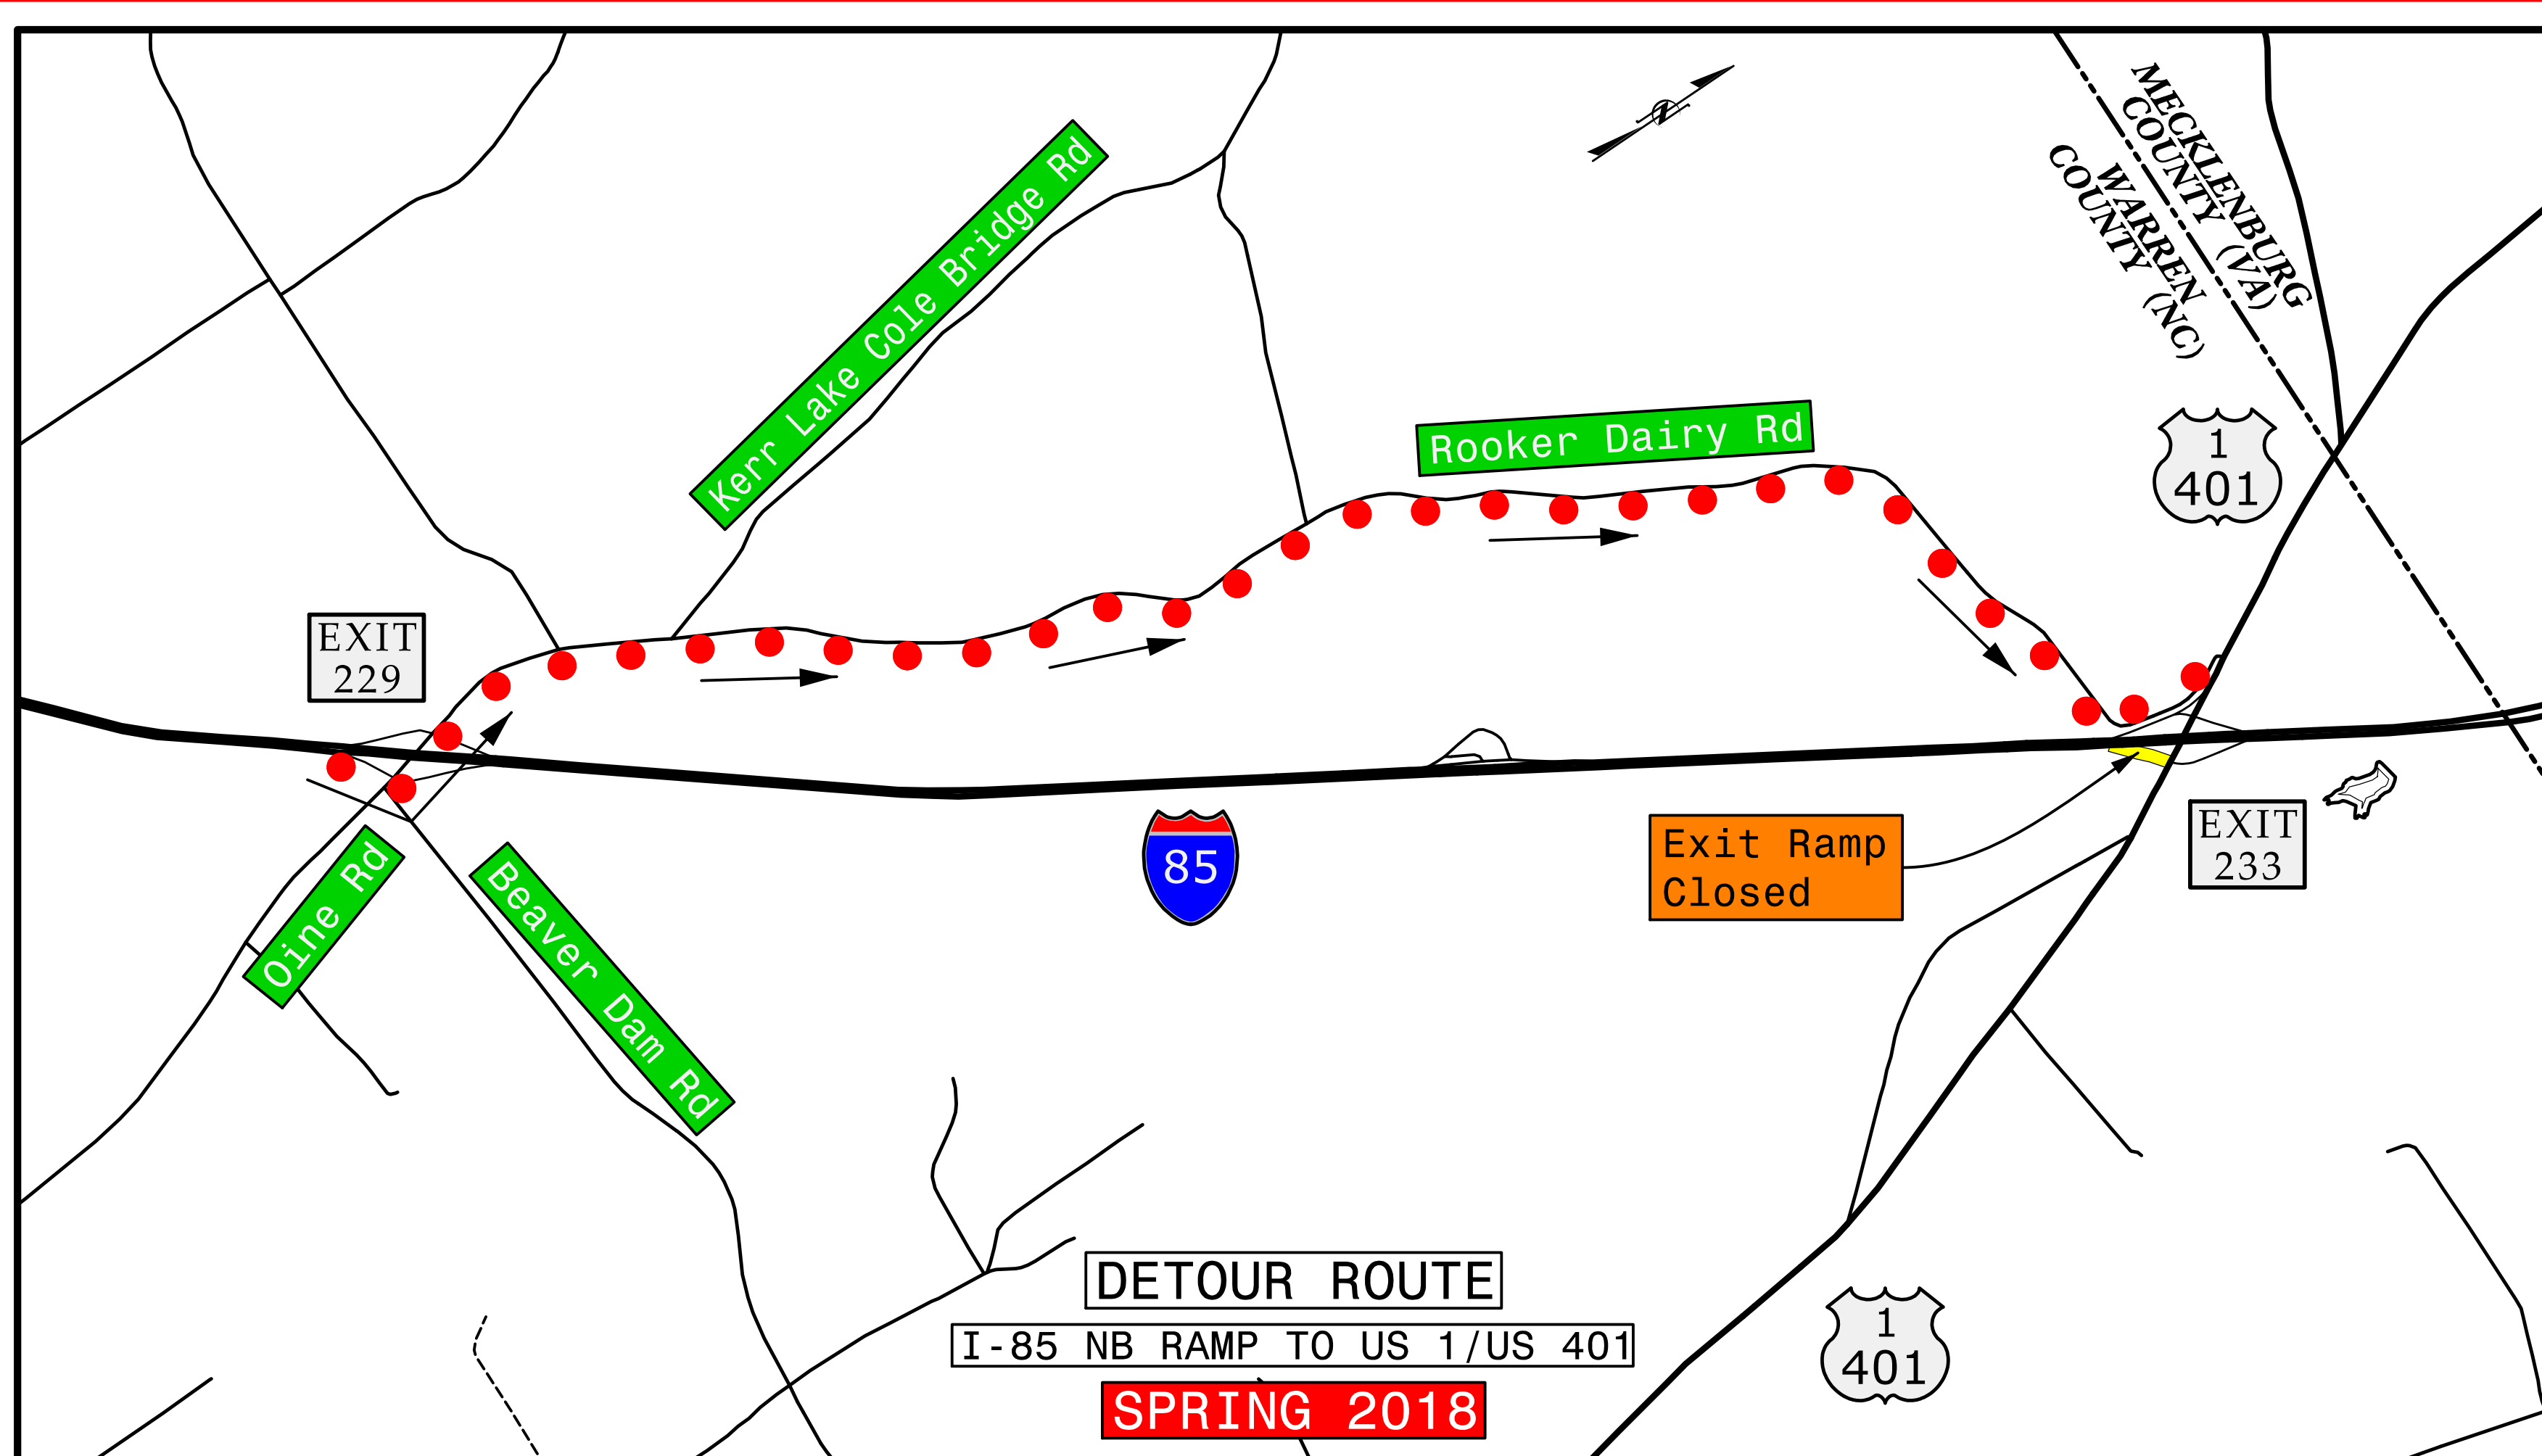 MECKLENBURG
COUNTY (VA)
WARREN
COUNTY (NC)
N
Kerr Lake Cole Bridge Rd
Rooker Dairy Rd
1
401
EXIT
229
Oine Rd
Beaver Dam Rd
85
Exit Ramp
Closed
EXIT
233
DETOUR ROUTE
I-85 NB RAMP TO US 1/US 401
SPRING 2018
1
401